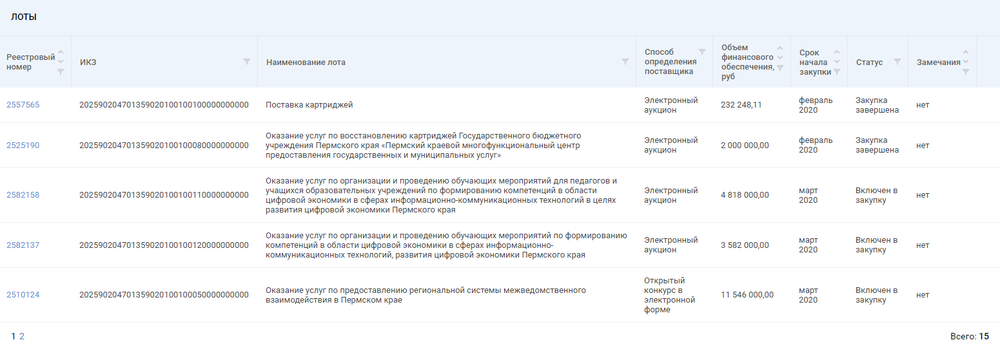 ЛОТЫ
Реестровый
номер
ИКЗ
Наименование лота
Способ
определения
поставщика
Объем
финансового
обеспечения,
руб
Срок
начала
закупки
Статус
Замечания
2557565
202590204701359020100100100000000000
Поставка картриджей
Электронный
аукцион
232 248,11
февраль
2020
Закупка
завершена
нет
2525190
202590204701359020100100080000000000
Оказание услуг по восстановлению картриджей Государственного бюджетного
учреждения Пермского края «Пермский краевой многофункциональный центр
предоставления государственных и муниципальных услуг»
Электронный
аукцион
2 000 000,00
февраль
2020
Закупка
завершена
нет
2582158
202590204701359020100100110000000000
Оказание услуг по организации и проведению обучающих мероприятий для педагогов и
учащихся образовательных учреждений по формированию компетенций в области
цифровой экономики в сферах информационно-коммуникационных технологий в целях
развития цифровой экономики Пермского края
Электронный
аукцион
4 818 000,00
март
2020
Включен в
закупку
нет
2582137
202590204701359020100100120000000000
Оказание услуг по организации и проведению обучающих мероприятий по формированию
компетенций в области цифровой экономики в сферах информационно-
коммуникационных технологий, развития цифровой экономики Пермского края
Электронный
аукцион
3 582 000,00
март
2020
Включен в
закупку
нет
2510124
202590204701359020100100050000000000
Оказание услуг по предоставлению региональной системы межведомственного
взаимодействия в Пермском крае
Открытый
конкурс в
электронной
форме
11 546 000,00
март
2020
Включен в
закупку
нет
1 2
Всего: 15